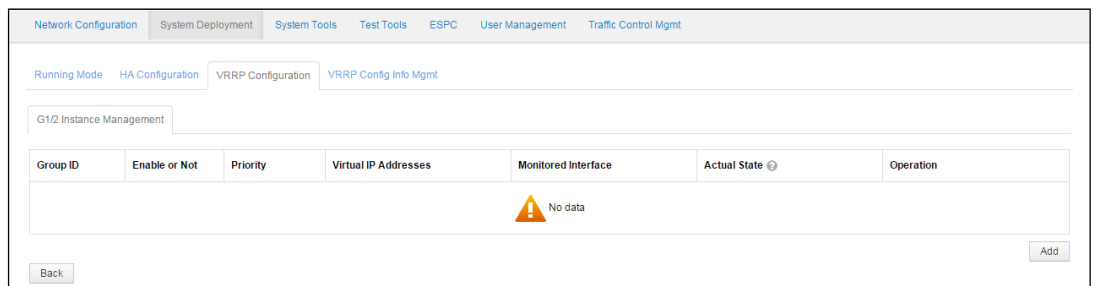 Network Configuration System Deployment System Tools Test Tools ESPC User Management Traffic Control Mgmt
Running Mode HA Configuration VRRP Configuration VRRP Config Info Mgmt
G1/2 Instance Management
Group ID Enable or Not Priority Virtual IP Addresses Monitored Interface Actual State ? Operation
No data
Add
Back